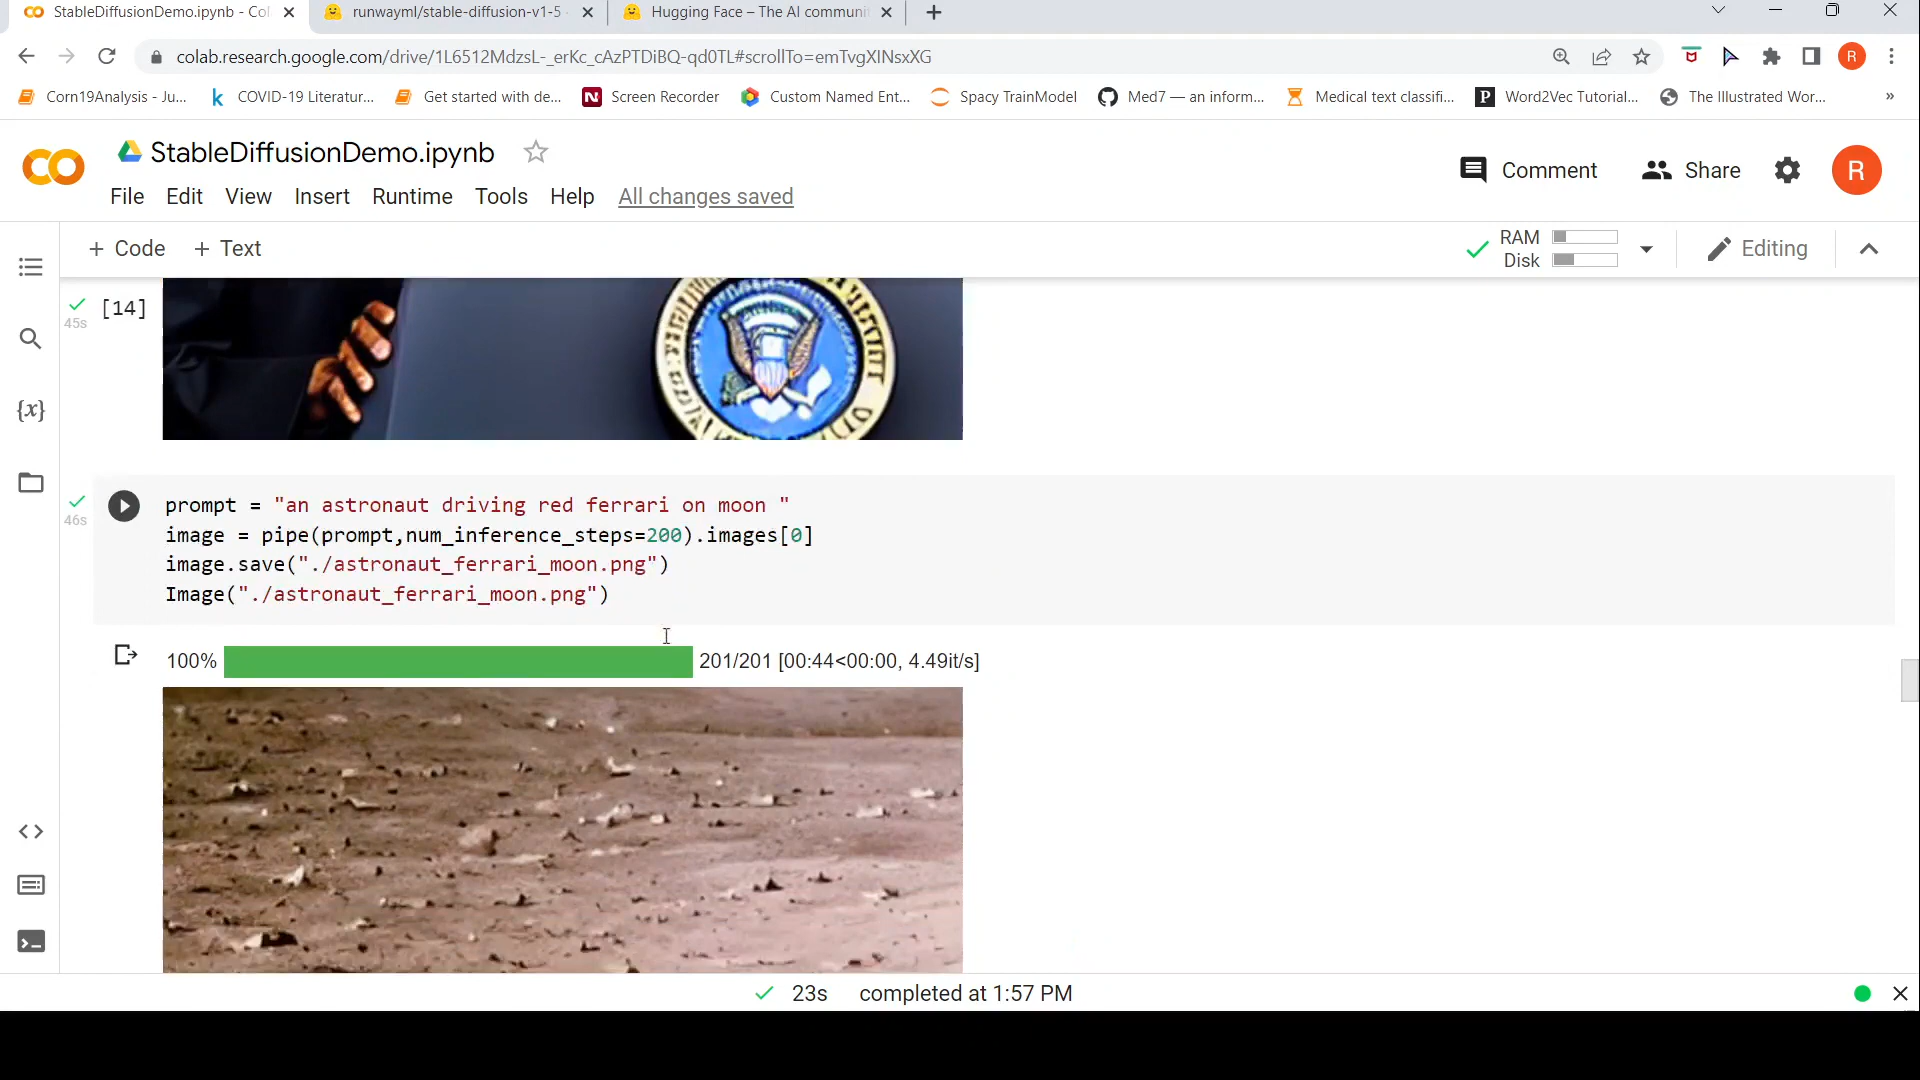 StableDiffusionDemo.ipynb - Col
runwayml/stable-diffusion-v1-5
Hugging Face – The AI communi
colab.research.google.com/drive/1L6512MdzsL-_erKc_cAzPTDiBQ-qd0TL#scrollTo=emTvgXINsxXG
R
Corn19Analysis - Ju...
COVID-19 Literatur...
Get started with de...
Screen Recorder
Custom Named Ent...
Spacy TrainModel
Med7 — an inform...
Medical text classifi...
Word2Vec Tutorial...
The Illustrated Wor...
»
StableDiffusionDemo.ipynb
Comment
Share
R
File Edit View Insert Runtime Tools Help All changes saved
+ Code + Text
RAM
Disk
Editing
[14]
45s
{x}
46s
prompt = "an astronaut driving red ferrari on moon "
image = pipe(prompt,num_inference_steps=200).images[0]
image.save("./astronaut_ferrari_moon.png")
Image("./astronaut_ferrari_moon.png")
100% 201/201 [00:44<00:00, 4.49it/s]
23s completed at 1:57 PM